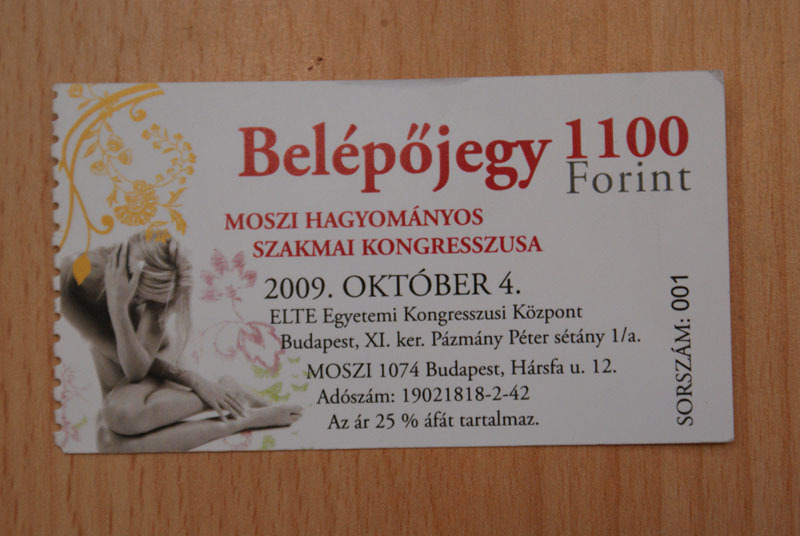 Belépőjegy 1100
Forint
MOSZI HAGYOMÁNYOS
SZAKMAI KONGRESSZUSA
2009. OKTÓBER 4.
ELTE Egyetemi Kongresszusi Központ
Budapest, XI. ker. Pázmány Péter sétány 1/a.
MOSZI 1074 Budapest, Hársfa u. 12.
Adószám: 19021818-2-42
Az ár 25 % áfát tartalmaz.
SORSZÁM: 001